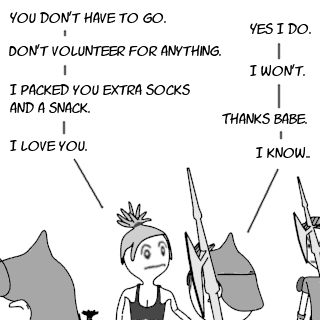 YOU DON'T HAVE TO GO.
YES I DO.
DON'T VOLUNTEER FOR ANYTHING.
I WON'T.
I PACKED YOU EXTRA SOCKS
AND A SNACK.
THANKS BABE.
I LOVE YOU.
I KNOW..